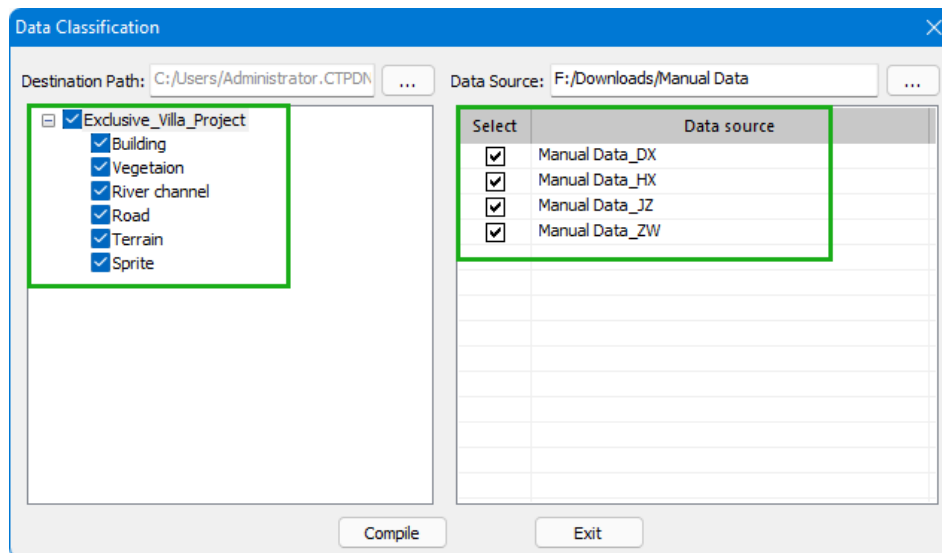 Data Classification
Destination Path: C:/Users/Administrator.CTPDN ... Data Source: F:/Downloads/Manual Data ...
Exclusive_Villa_Project
Building
Vegetaion
River channel
Road
Terrain
Sprite
Select Data source
Manual Data_DX
Manual Data_HX
Manual Data_JZ
Manual Data_ZW
Compile Exit